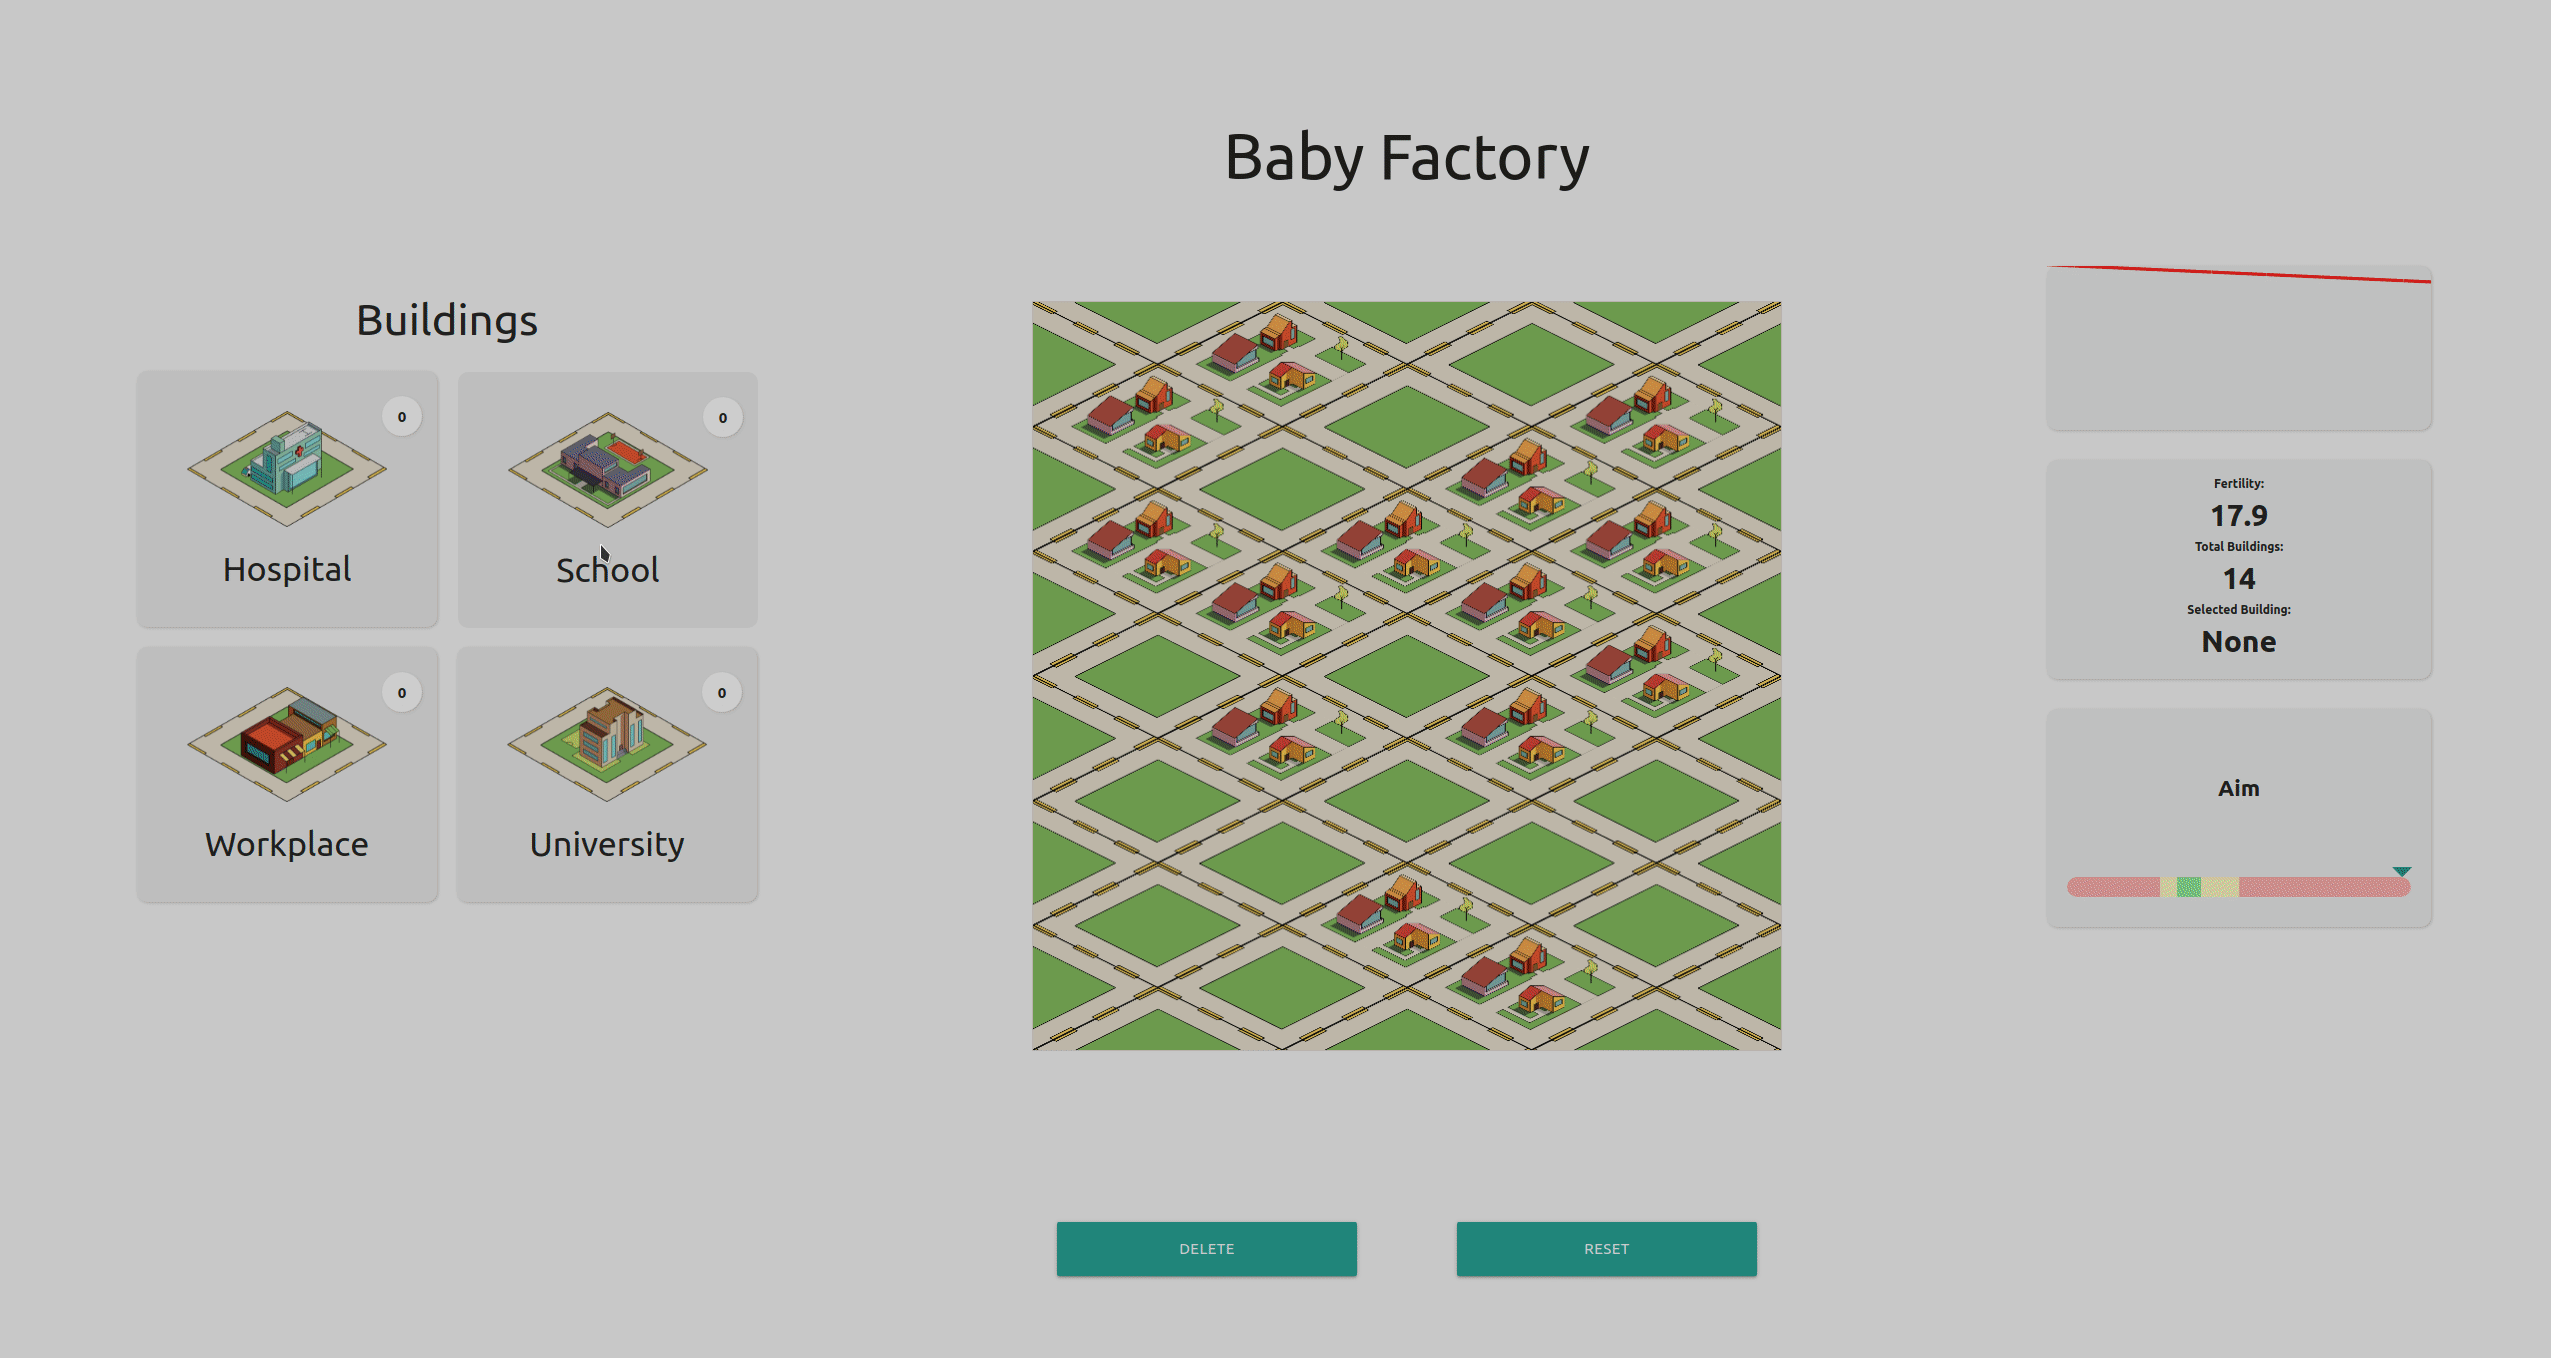 Baby Factory
Buildings
0
Hospital
0
School
0
Workplace
0
University
Fertility:
17.9
Total Buildings:
14
Selected Building:
None
Aim
DELETE
RESET